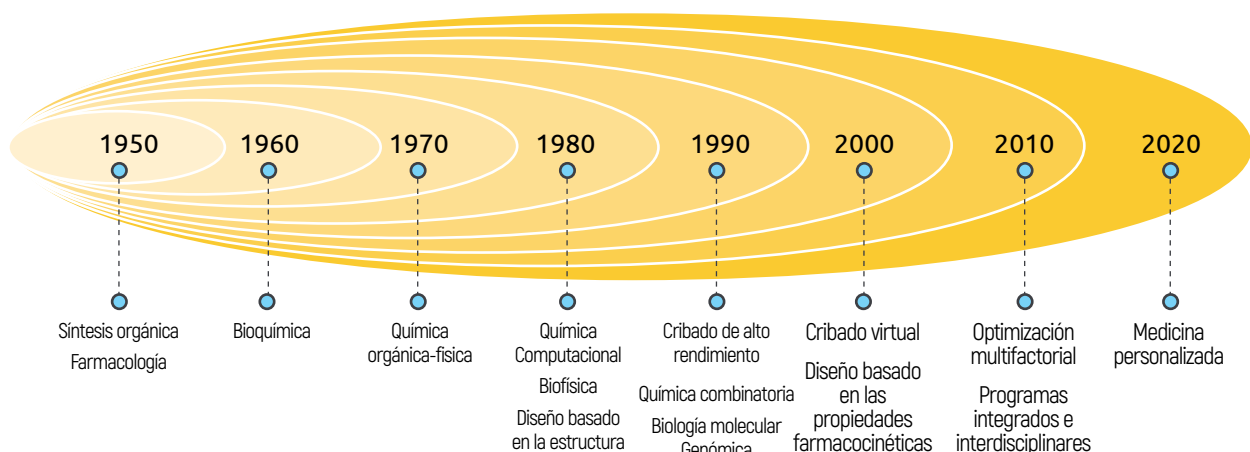 1950
1960
1970
1980
1990
2000
2010
2020
Síntesis orgánica
Farmacología
Bioquímica
Química
orgánica-física
Química
Computacional
Biofísica
Diseño basado
en la estructura
Cribado de alto
rendimiento
Química combinatoria
Biología molecular
Genómica
Cribado virtual
Diseño basado
en las
propiedades
farmacocinéticas
Optimización
multifactorial
Programas
integrados e
interdisciplinares
Medicina
personalizada